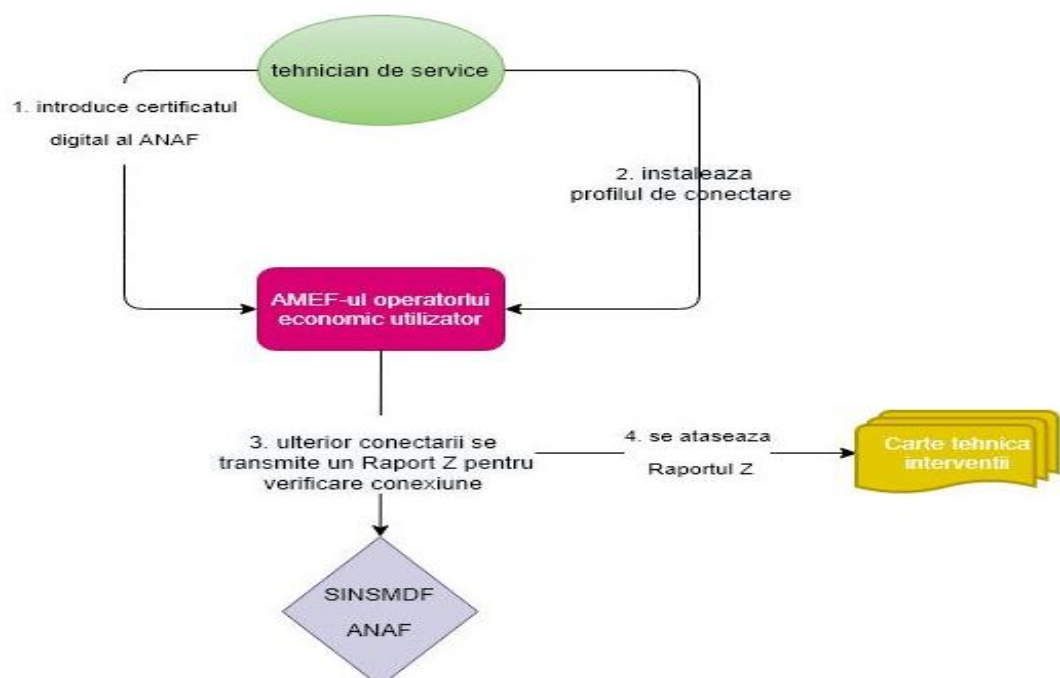 tehnician de service
1. introduce certificatul
digital al ANAF
2. instaleaza
profilul de conectare
AMEF-ul operatorlui
economic utilizator
3. ulterior conectarii se
transmite un Raport Z pentru
verificare conexiune
4. se ataseaza
Raportul Z
Carte tehnica
interventii
SINSMDF
ANAF